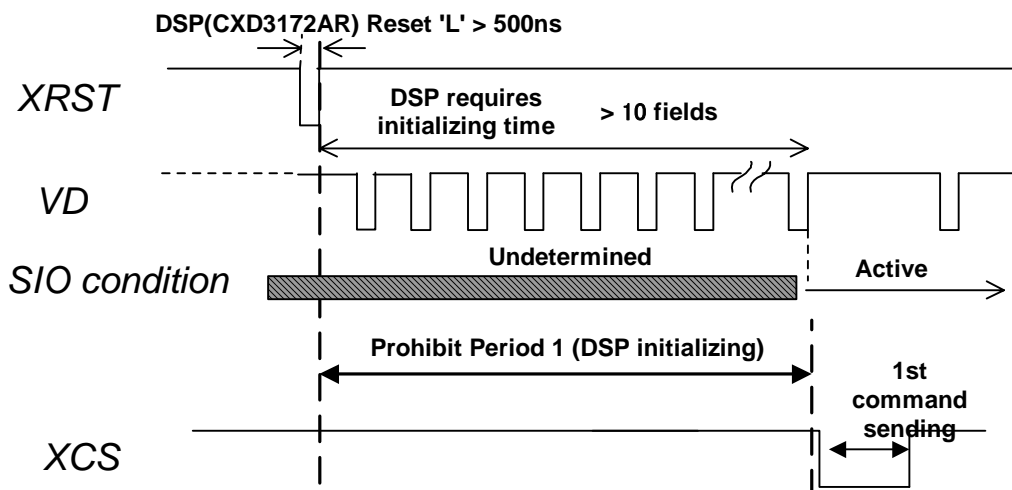 DSP(CXD3172AR) Reset 'L' > 500ns
XRST
DSP requires
initializing time
> 10 fields
VD
Undetermined
SIO condition
Active
Prohibit Period 1 (DSP initializing)
1st
command
sending
XCS